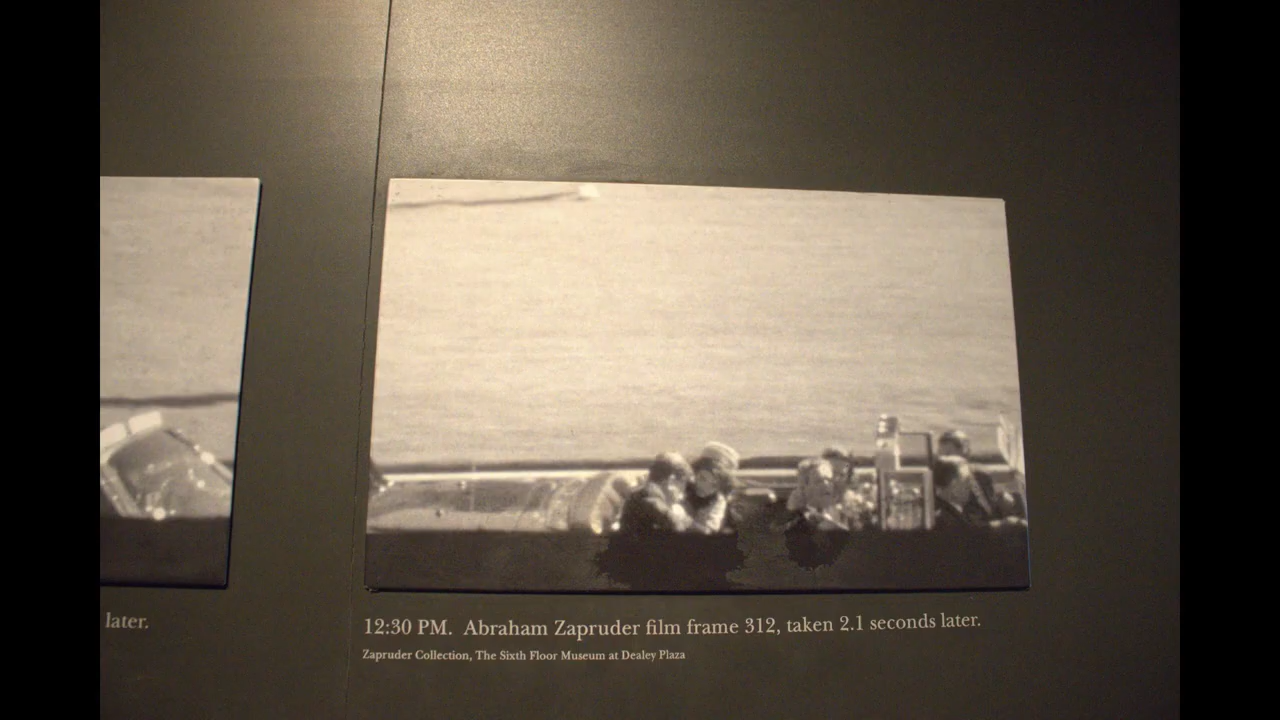 later.
12:30 PM. Abraham Zapruder film frame 312, taken 2.1 seconds later.
Zapruder Collection, The Sixth Floor Museum at Dealey Plaza